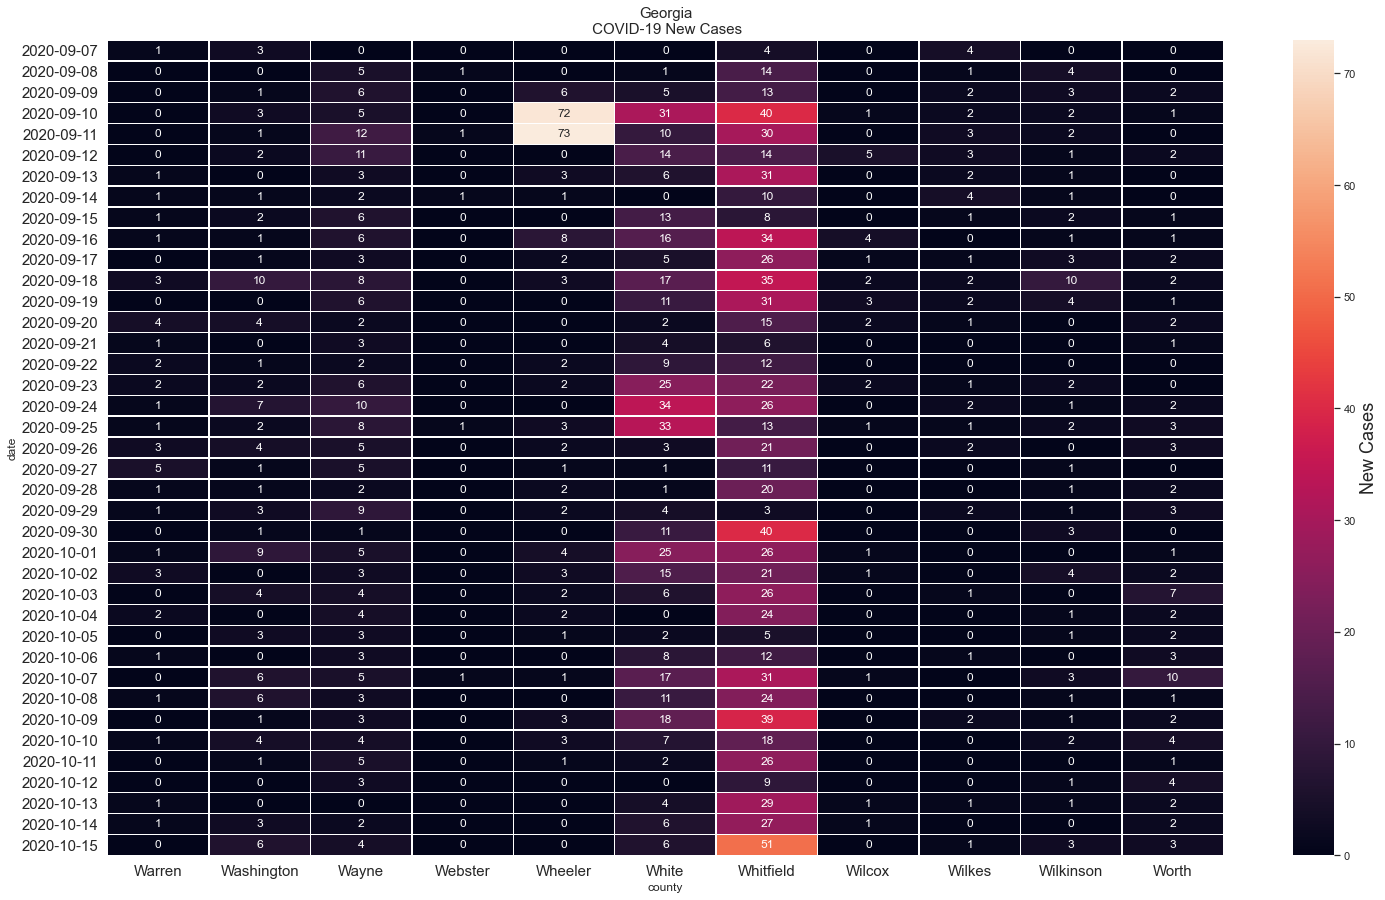 Georgia
COVID-19 New Cases
2020-09-07 1 3 0 0 0 0 4 0 4 0 0
2020-09-08 0 0 5 1 0 1 14 0 1 4 0
2020-09-09 0 1 6 0 6 5 13 0 2 3 2
2020-09-10 0 3 5 0 72 31 40 1 2 2 1
2020-09-11 0 1 12 1 73 10 30 0 3 2 0
2020-09-12 0 2 11 0 0 14 14 5 3 1 2
2020-09-13 1 0 3 0 3 6 31 0 2 1 0
2020-09-14 1 1 2 1 1 0 10 0 4 1 0
2020-09-15 1 2 6 0 0 13 8 0 1 2 1
2020-09-16 1 1 6 0 8 16 34 4 0 1 1
2020-09-17 0 1 3 0 2 5 26 1 1 3 2
2020-09-18 3 10 8 0 3 17 35 2 2 10 2
2020-09-19 0 0 6 0 0 11 31 3 2 4 1
2020-09-20 4 4 2 0 0 2 15 2 1 0 2
2020-09-21 1 0 3 0 0 4 6 0 0 0 1
2020-09-22 2 1 2 0 2 9 12 0 0 0 0
2020-09-23 2 2 6 0 2 25 22 2 1 2 0
2020-09-24 1 7 10 0 0 34 26 0 2 1 2
2020-09-25 1 2 8 1 3 33 13 1 1 2 3
2020-09-26 3 4 5 0 2 3 21 0 2 0 3
2020-09-27 5 1 5 0 1 1 11 0 0 1 0
2020-09-28 1 1 2 0 2 1 20 0 0 1 2
2020-09-29 1 3 9 0 2 4 3 0 2 1 3
2020-09-30 0 1 1 0 0 11 40 0 0 3 0
2020-10-01 1 9 5 0 4 25 26 1 0 0 1
2020-10-02 3 0 3 0 3 15 21 1 0 4 2
2020-10-03 0 4 4 0 2 6 26 0 1 0 7
2020-10-04 2 0 4 0 2 0 24 0 0 1 2
2020-10-05 0 3 3 0 1 2 5 0 0 1 2
2020-10-06 1 0 3 0 0 8 12 0 1 0 3
2020-10-07 0 6 5 1 1 17 31 1 0 3 10
2020-10-08 1 6 3 0 0 11 24 0 0 1 1
2020-10-09 0 1 3 0 3 18 39 0 2 1 2
2020-10-10 1 4 4 0 3 7 18 0 0 2 4
2020-10-11 0 1 5 0 1 2 26 0 0 0 1
2020-10-12 0 0 3 0 0 0 9 0 0 1 4
2020-10-13 1 0 0 0 0 4 29 1 1 1 2
2020-10-14 1 3 2 0 0 6 27 1 0 0 2
2020-10-15 0 6 4 0 0 6 51 0 1 3 3
Warren Washington Wayne Webster Wheeler White Whitfield Wilcox Wilkes Wilkinson Worth
county
date
70
60
50
40
30
20
10
0
New Cases